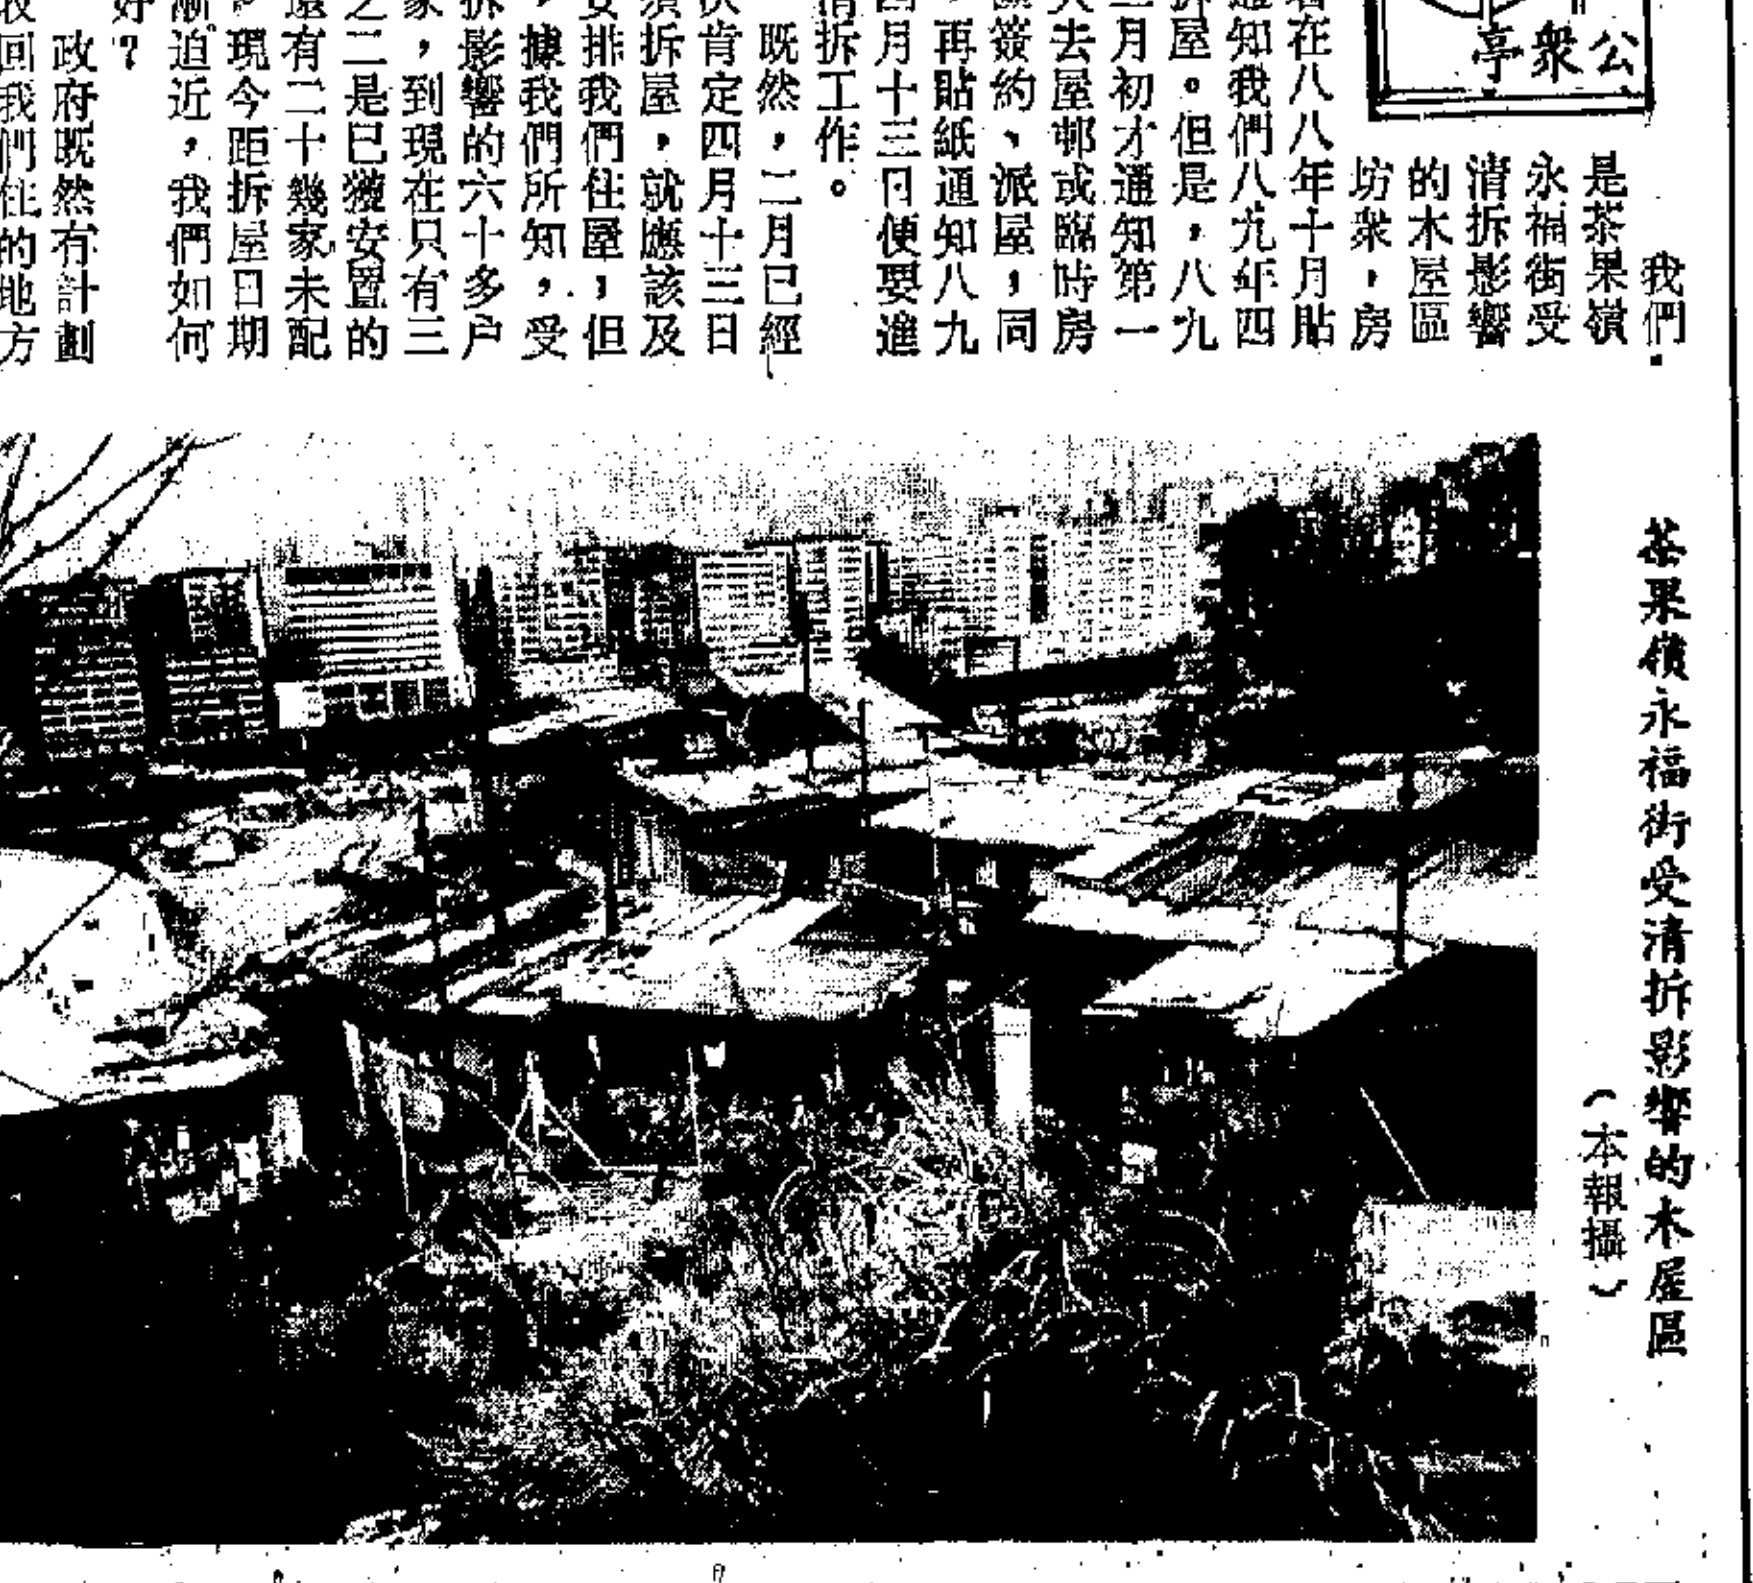 公衆亭
我們
是茶果嶺
永福街受
清拆影響
的木屋區
坊衆，房
在八八年十月貼
通知我們八九年四
拆屋。但是，八九
月初才通知第一
去屋邨或臨時房
簽約、派屋，同
再貼紙通知八九
四月十三日便要進
清拆工作。
既然，二月已經
肯定四月十三日
須拆屋，就應該及
安排我們住屋，但
，據我們所知，受
拆影響的六十多户
家，到現在只有三
之二是已獲安置的
還有二十幾家未配
。現今距拆屋日期
漸迫近，我們如何
好？
政府既然有計劃
收回我們住的地方
茶果嶺永福街受清拆影響的木屋區
（本報攝）